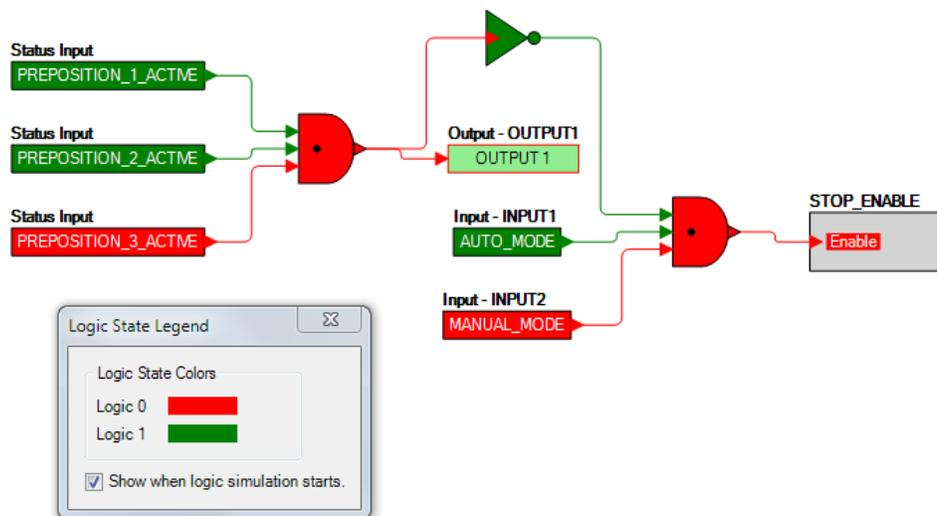 Status Input
PREPOSITION_1_ACTIVE
Status Input
PREPOSITION_2_ACTIVE
Status Input
PREPOSITION_3_ACTIVE
Output - OUTPUT1
OUTPUT 1
Input - INPUT1
AUTO_MODE
Input - INPUT2
MANUAL_MODE
STOP_ENABLE
Enable
Logic State Legend
Logic State Colors
Logic 0
Logic 1
Show when logic simulation starts.